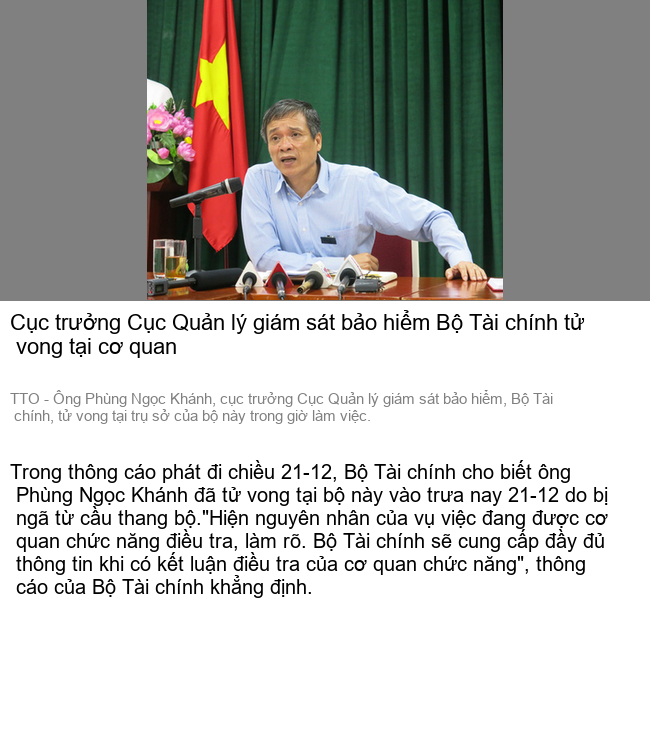 Cục trưởng Cục Quản lý giám sát bảo hiểm Bộ Tài chính tử
vong tại cơ quan
TTO - Ông Phùng Ngọc Khánh, cục trưởng Cục Quản lý giám sát bảo hiểm, Bộ Tài
chính, tử vong tại trụ sở của bộ này trong giờ làm việc.
Trong thông cáo phát đi chiều 21-12, Bộ Tài chính cho biết ông
Phùng Ngọc Khánh đã tử vong tại bộ này vào trưa nay 21-12 do bị
ngã từ cầu thang bộ."Hiện nguyên nhân của vụ việc đang được cơ
quan chức năng điều tra, làm rõ. Bộ Tài chính sẽ cung cấp đầy đủ
thông tin khi có kết luận điều tra của cơ quan chức năng", thông
cáo của Bộ Tài chính khẳng định.